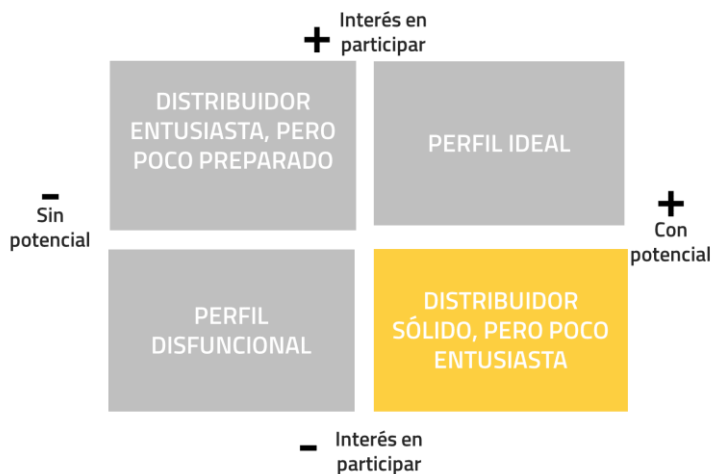 + Interés en
participar
DISTRIBUIDOR
ENTUSIASTA, PERO
POCO PREPARADO
PERFIL IDEAL
-
Sin
potencial
+
Con
potencial
PERFIL
DISFUNCIONAL
DISTRIBUIDOR
SÓLIDO, PERO POCO
ENTUSIASTA
- Interés en
participar